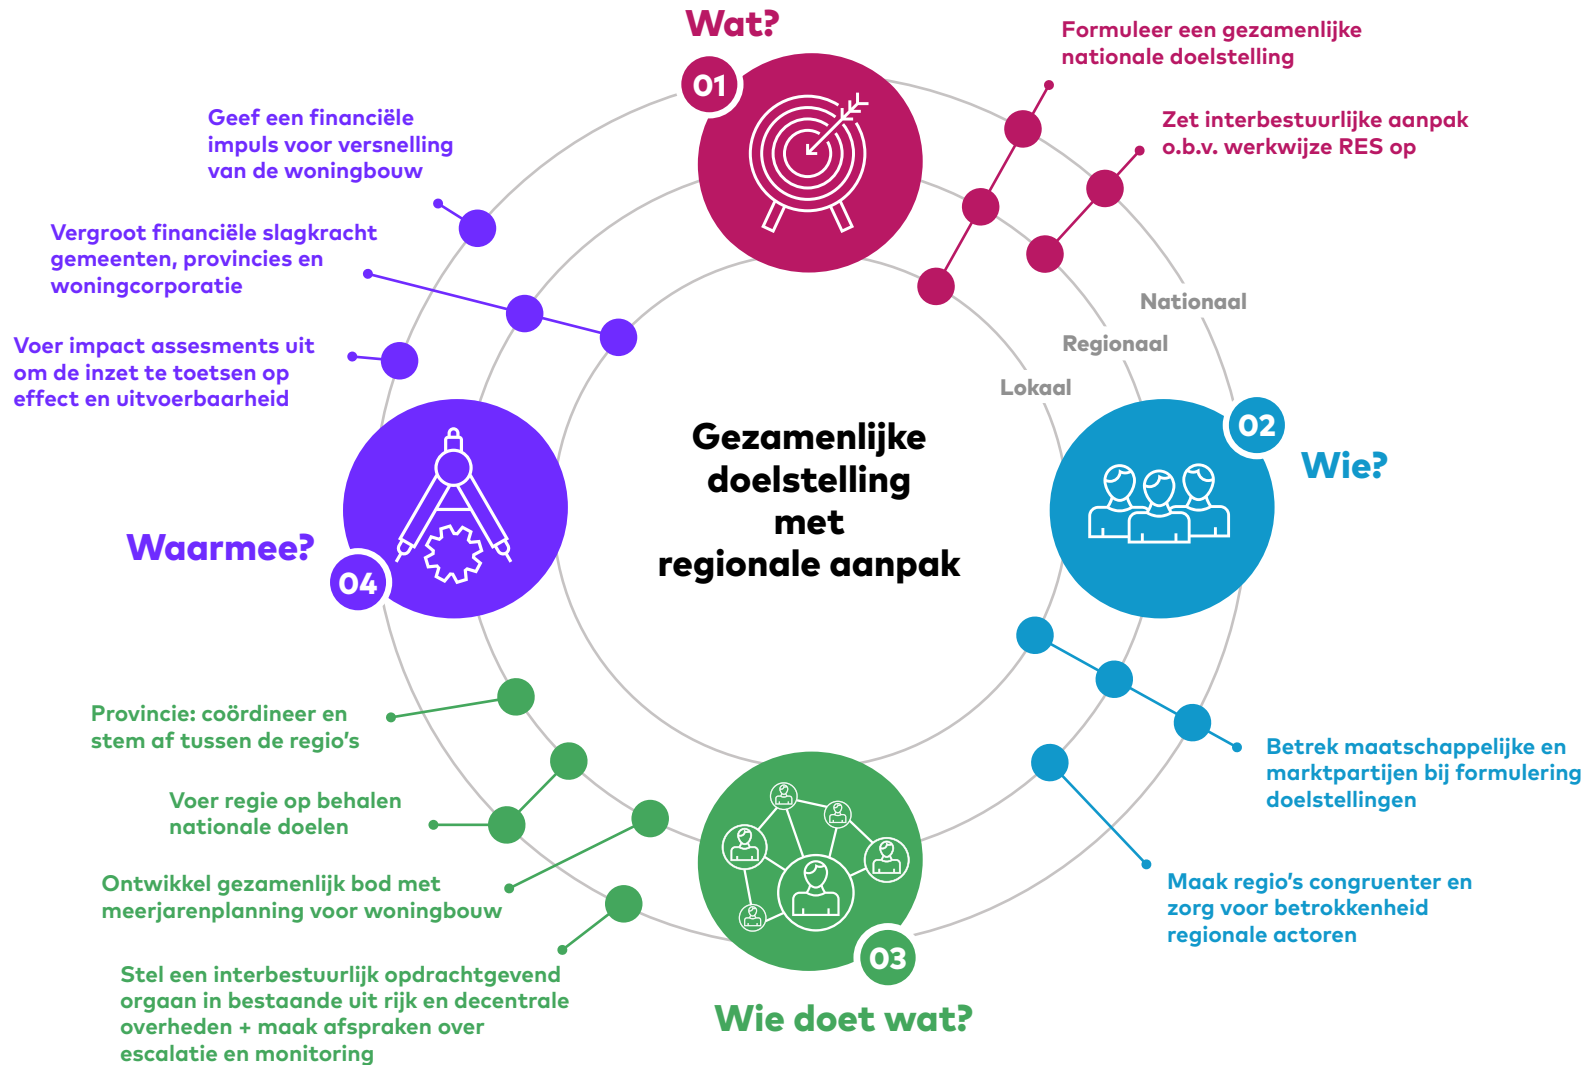 Wat?
01
Formuleer een gezamenlijke
nationale doelstelling
Zet interbestuurlijke aanpak
o.b.v. werkwijze RES op
Nationaal
Regionaal
Lokaal
02
Wie?
Betrek maatschappelijke en
marktpartijen bij formulering
doelstellingen
Maak regio's congruenter en
zorg voor betrokkenheid
regionale actoren
03
Wie doet wat?
Provincie: coördineer en
stem af tussen de regio's
Voer regie op behalen
nationale doelen
Ontwikkel gezamenlijk bod met
meerjarenplanning voor woningbouw
Stel een interbestuurlijk opdrachtgevend
orgaan in bestaande uit rijk en decentrale
overheden + maak afspraken over
escalatie en monitoring
Waarmee?
04
Geef een financiële
impuls voor versnelling
van de woningbouw
Vergroot financiële slagkracht
gemeenten, provincies en
woningcorporatie
Voer impact assesments uit
om de inzet te toetsen op
effect en uitvoerbaarheid
Gezamenlijke
doelstelling
met
regionale aanpak